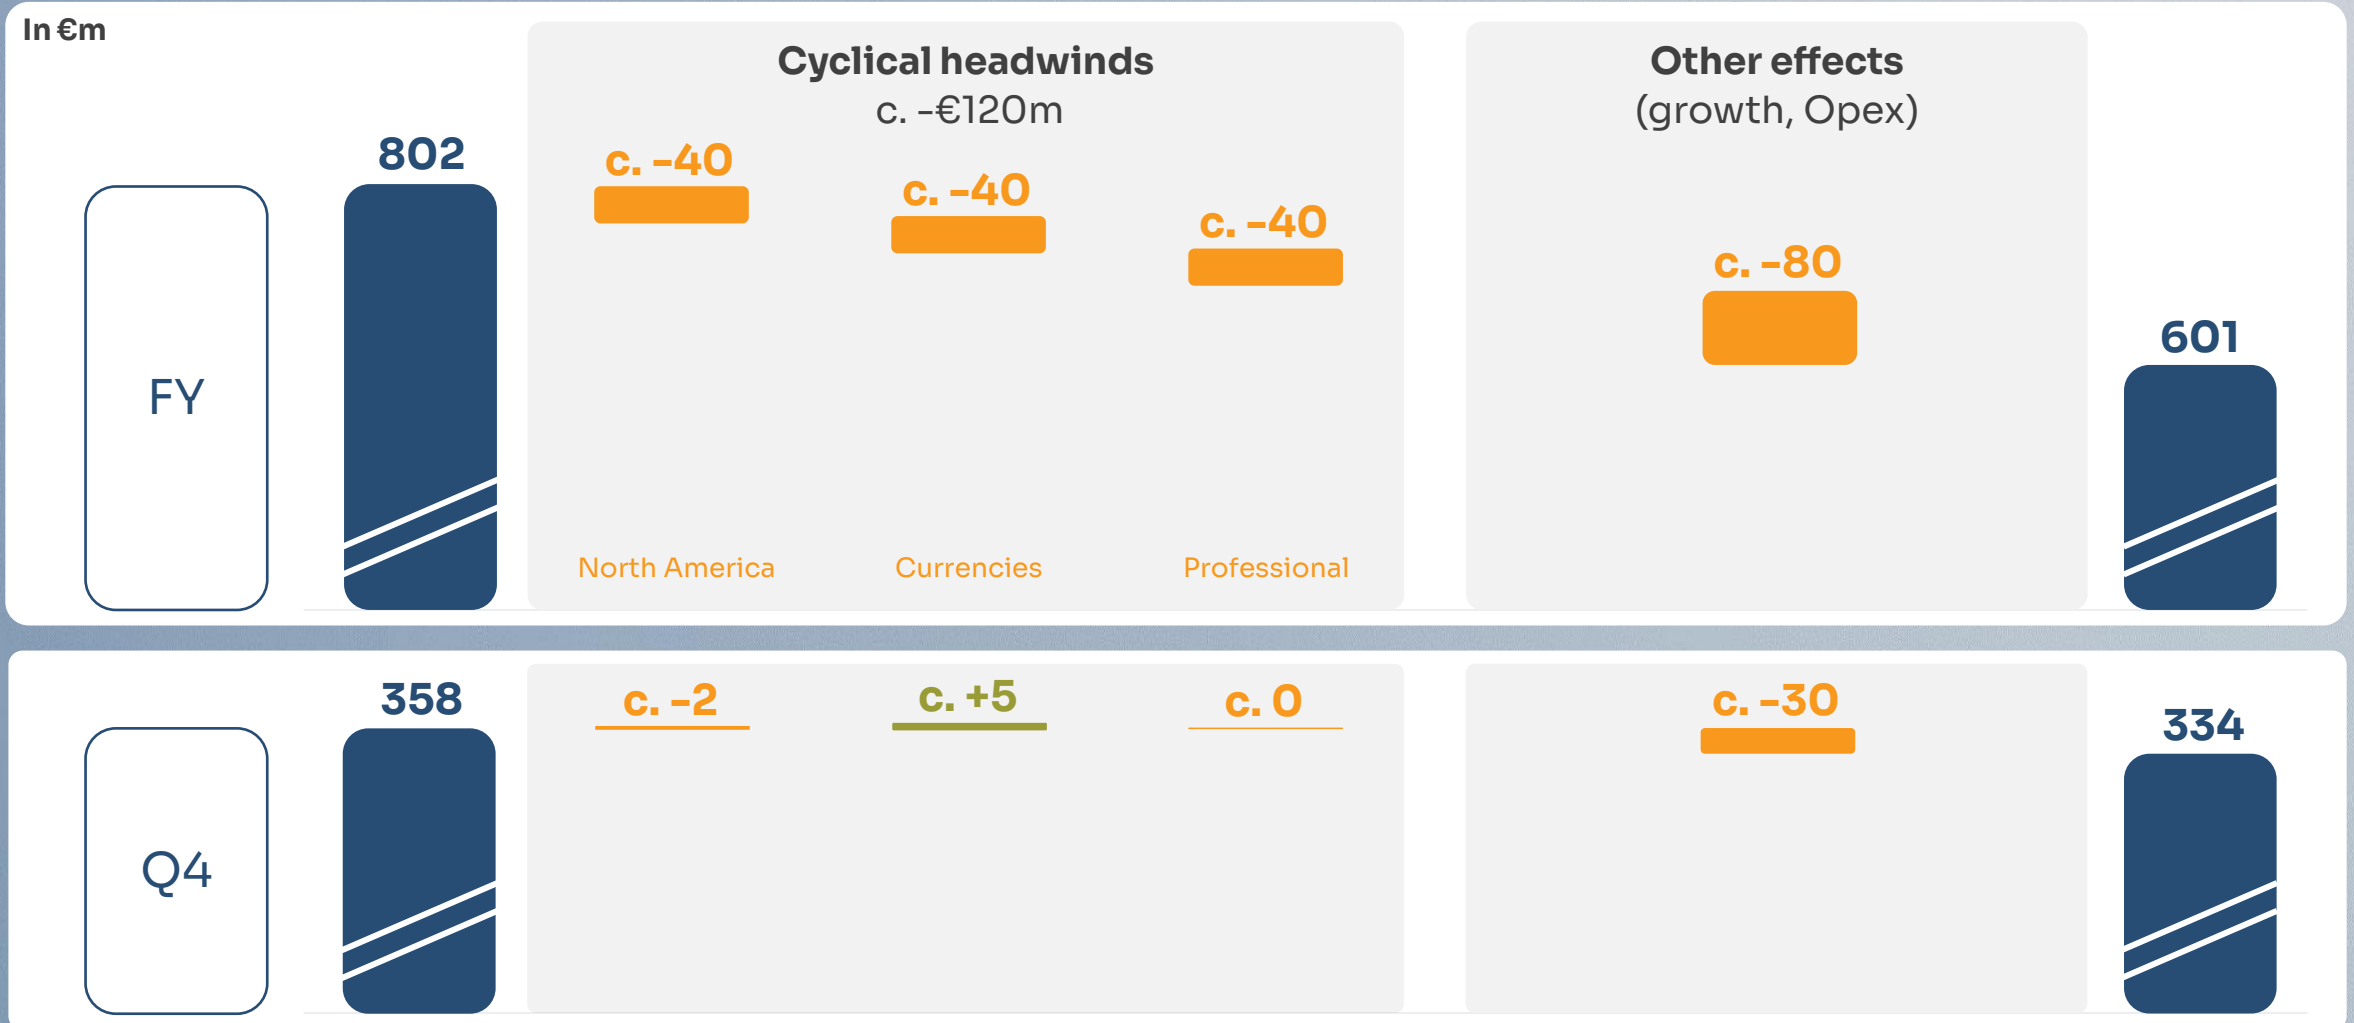 In €m
Cyclical headwinds
c. -€120m
Other effects
(growth, Opex)
FY
802
c. -40
c. -40
c. -40
c. -80
601
North America
Currencies
Professional
Q4
358
c. -2
c. +5
c. 0
c. -30
334